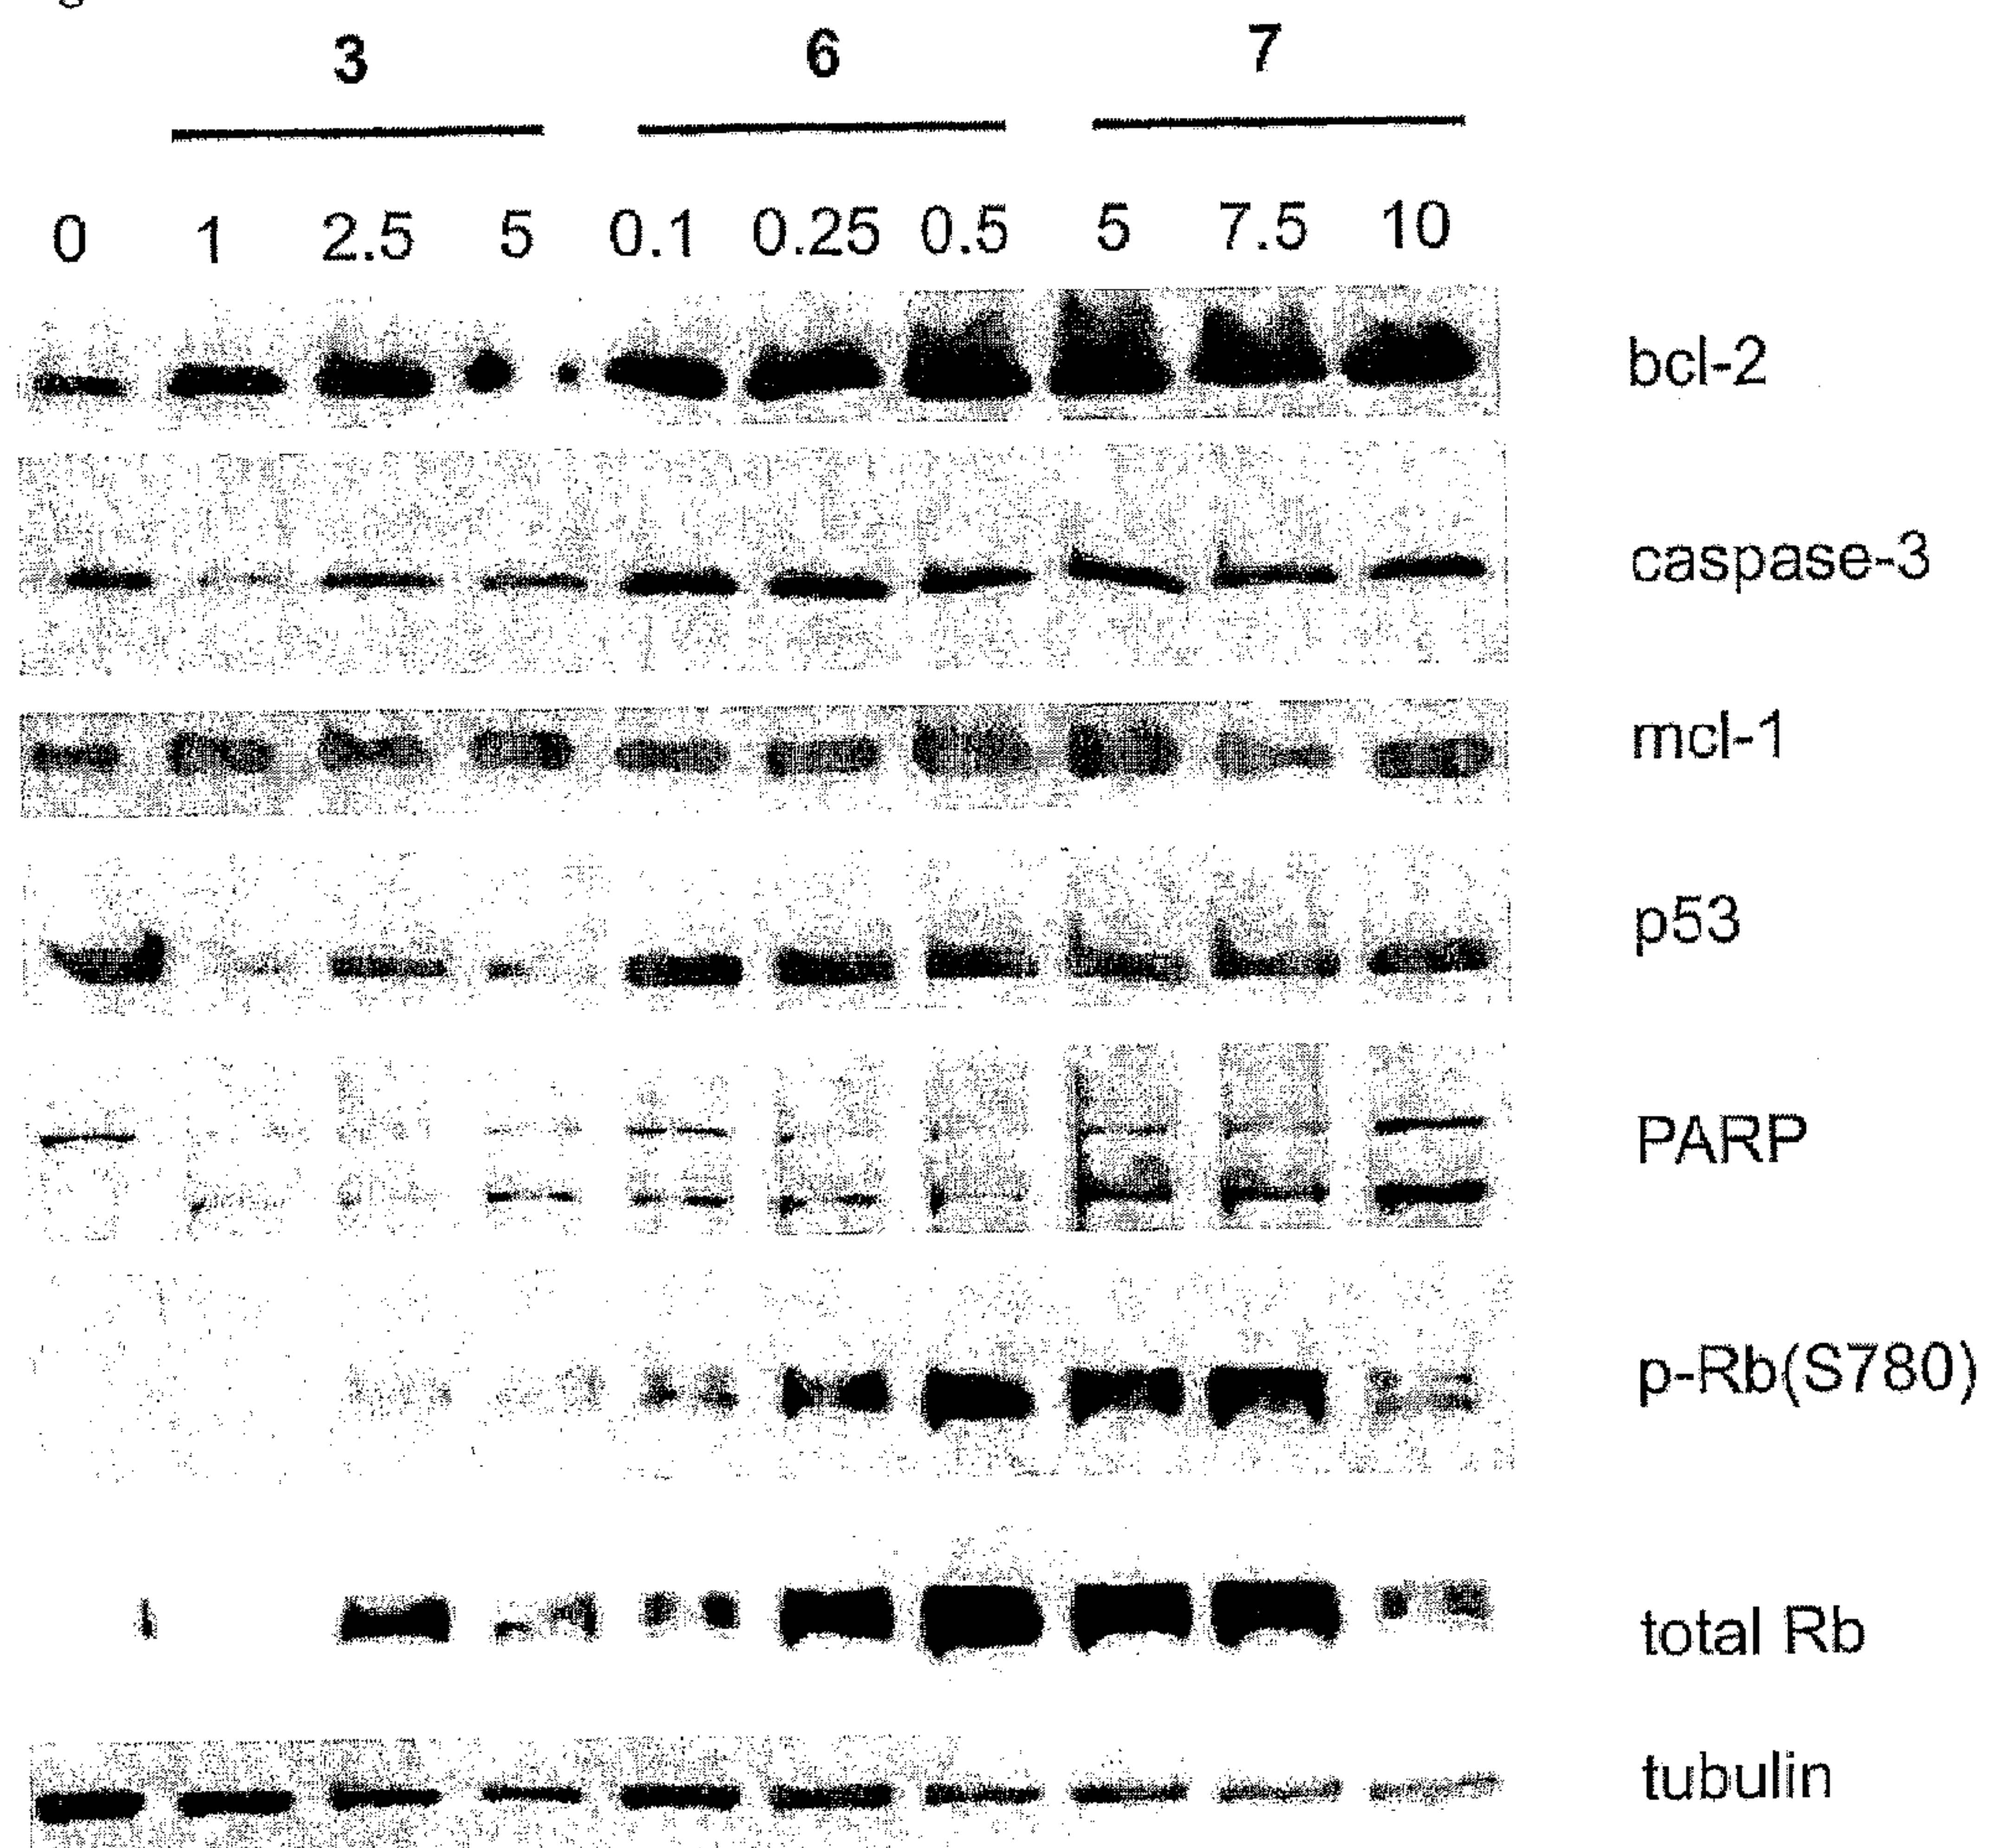 3 6 7
0 1 2.5 5 0.1 0.25 0.5 5 7.5 10
bcl-2
caspase-3
mcl-1
p53
PARP
p-Rb(S780)
total Rb
tubulin